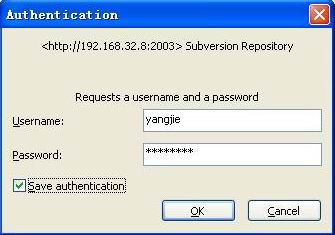 Authentication
<http://192.168.32.8:2003> Subversion Repository
Requests a username and a password
Username:
yangjie
Password:
********
Save authentication
OK
Cancel